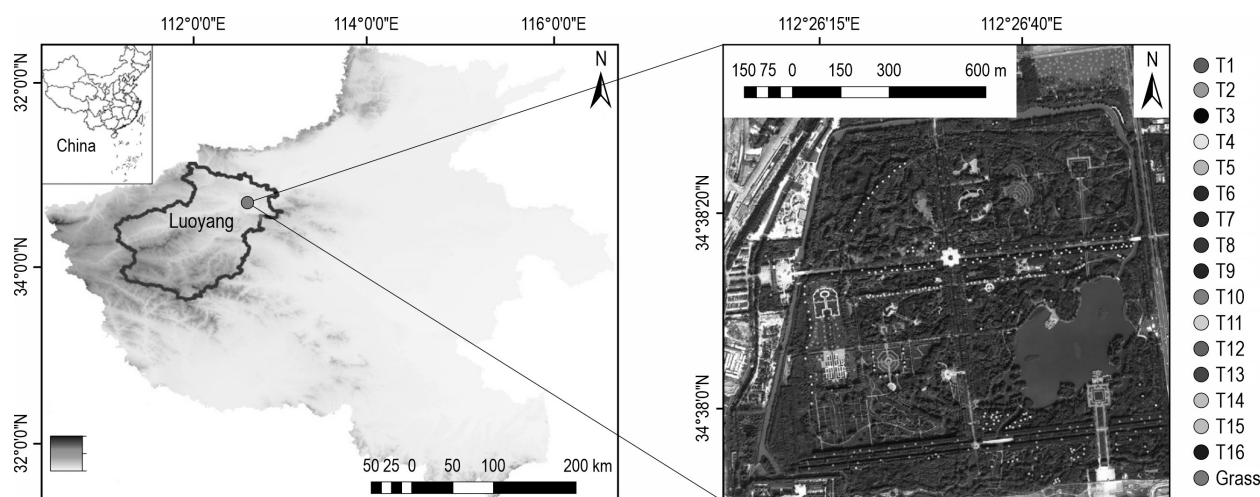 112°0'0"E 114°0'0"E 116°0'0"E
32°0'0"N
34°0'0"N
32°0'0"N
China
N
Luoyang
50 25 0 50 100 200 km
112°26'15"E 112°26'40"E
34°38'20"N
34°38'0"N
150 75 0 150 300 600 m
N
T1
T2
T3
T4
T5
T6
T7
T8
T9
T10
T11
T12
T13
T14
T15
T16
Grass